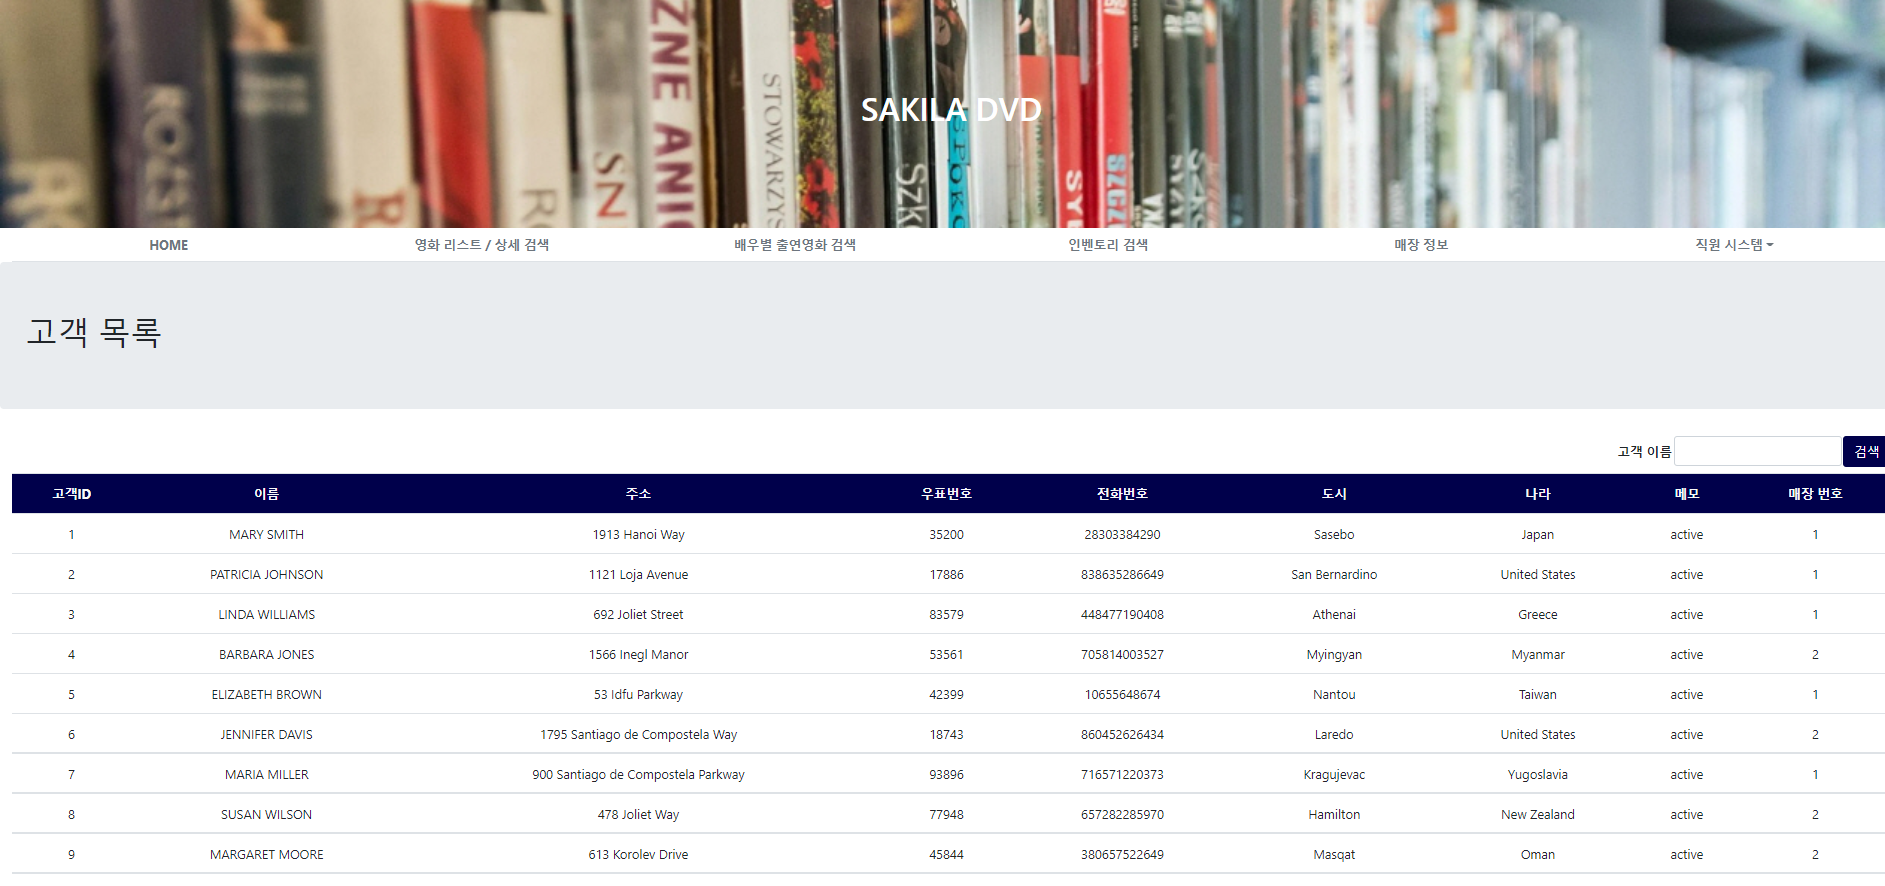 ZNE ANIO
STOWARZYS
SN
SAKILA DVD
HOME 영화 리스트 / 상세 검색 배우별 출연영화 검색 인벤토리 검색 매장 정보 직원 시스템
고객 목록
고객 이름 검색
고객ID 이름 주소 우표번호 전화번호 도시 나라 메모 매장 번호
1 MARY SMITH 1913 Hanoi Way 35200 28303384290 Sasebo Japan active 1
2 PATRICIA JOHNSON 1121 Loja Avenue 17886 838635286649 San Bernardino United States active 1
3 LINDA WILLIAMS 692 Joliet Street 83579 448477190408 Athenai Greece active 1
4 BARBARA JONES 1566 Inegl Manor 53561 705814003527 Myingyan Myanmar active 2
5 ELIZABETH BROWN 53 Idfu Parkway 42399 10655648674 Nantou Taiwan active 1
6 JENNIFER DAVIS 1795 Santiago de Compostela Way 18743 860452626434 Laredo United States active 2
7 MARIA MILLER 900 Santiago de Compostela Parkway 93896 716571220373 Kragujevac Yugoslavia active 1
8 SUSAN WILSON 478 Joliet Way 77948 657282285970 Hamilton New Zealand active 2
9 MARGARET MOORE 613 Korolev Drive 45844 380657522649 Masqat Oman active 2